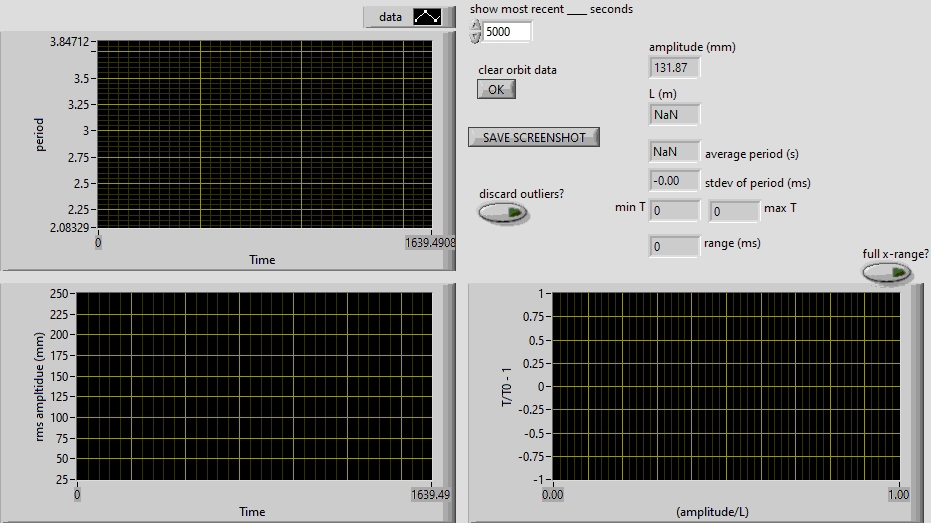 data
3.84712
3.5
3.25
3
2.75
2.5
2.25
2.08329
period
0
1639.4908
Time
show most recent ____ seconds
5000
clear orbit data
OK
SAVE SCREENSHOT
discard outliers?
amplitude (mm)
131.87
L (m)
NaN
NaN average period (s)
-0.00 stdev of period (ms)
min T 0 0 max T
0 range (ms)
full x-range?
250
225
200
175
150
125
100
75
50
25
rms ampltidue (mm)
0
1639.49
Time
1
0.75
0.5
0.25
0
-0.25
-0.5
-0.75
-1
T/T0 - 1
0.00
1.00
(amplitude/L)